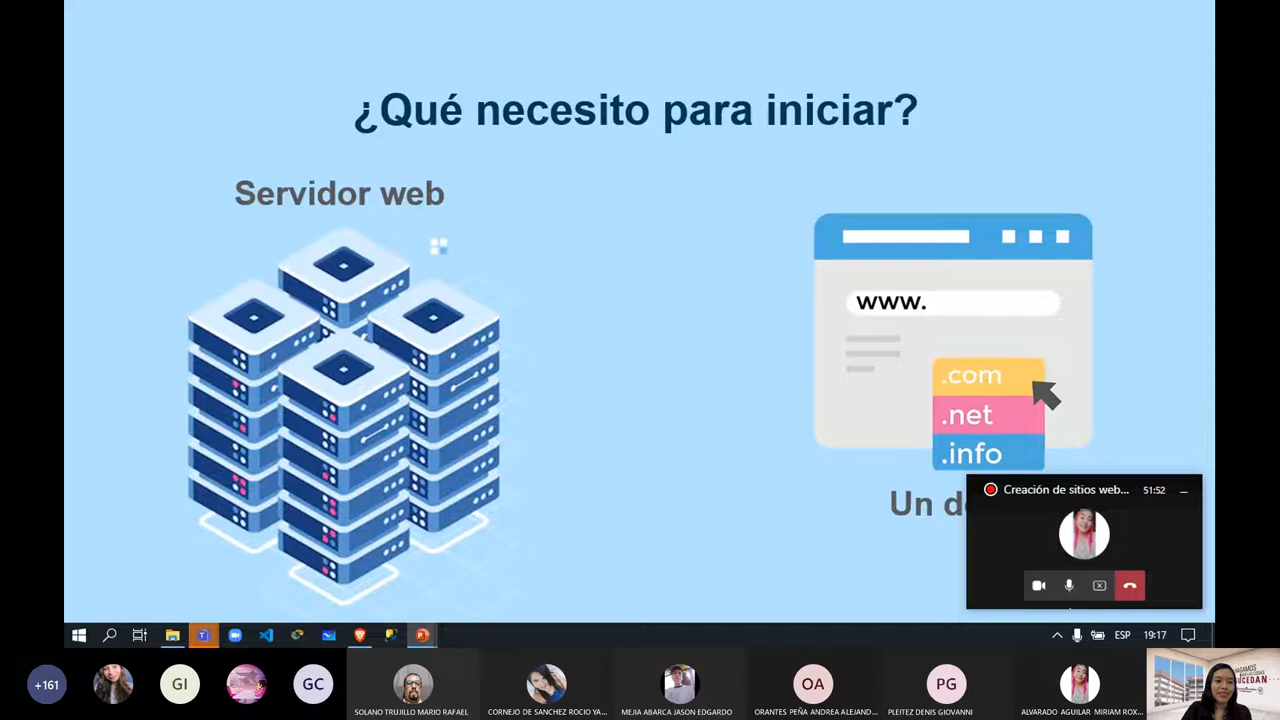 ¿Qué necesito para iniciar?
Servidor web
www.
.com
.net
.info
Un d
Creación de sitios web... 51:52
ESP 19:17
+161
GI
GC
OA
PG
SOLANO TRUJILLO MARIO RAFAEL
CORNEJO DE SANCHEZ ROCIO YA...
MEJIA ABARCA JASON EDGARDO
ORANTES PEÑA ANDREA ALEJAND...
PLEITEZ DENIS GIOVANNI
ALVARADO AGUILAR MIRIAM ROX...
HAGAMOS